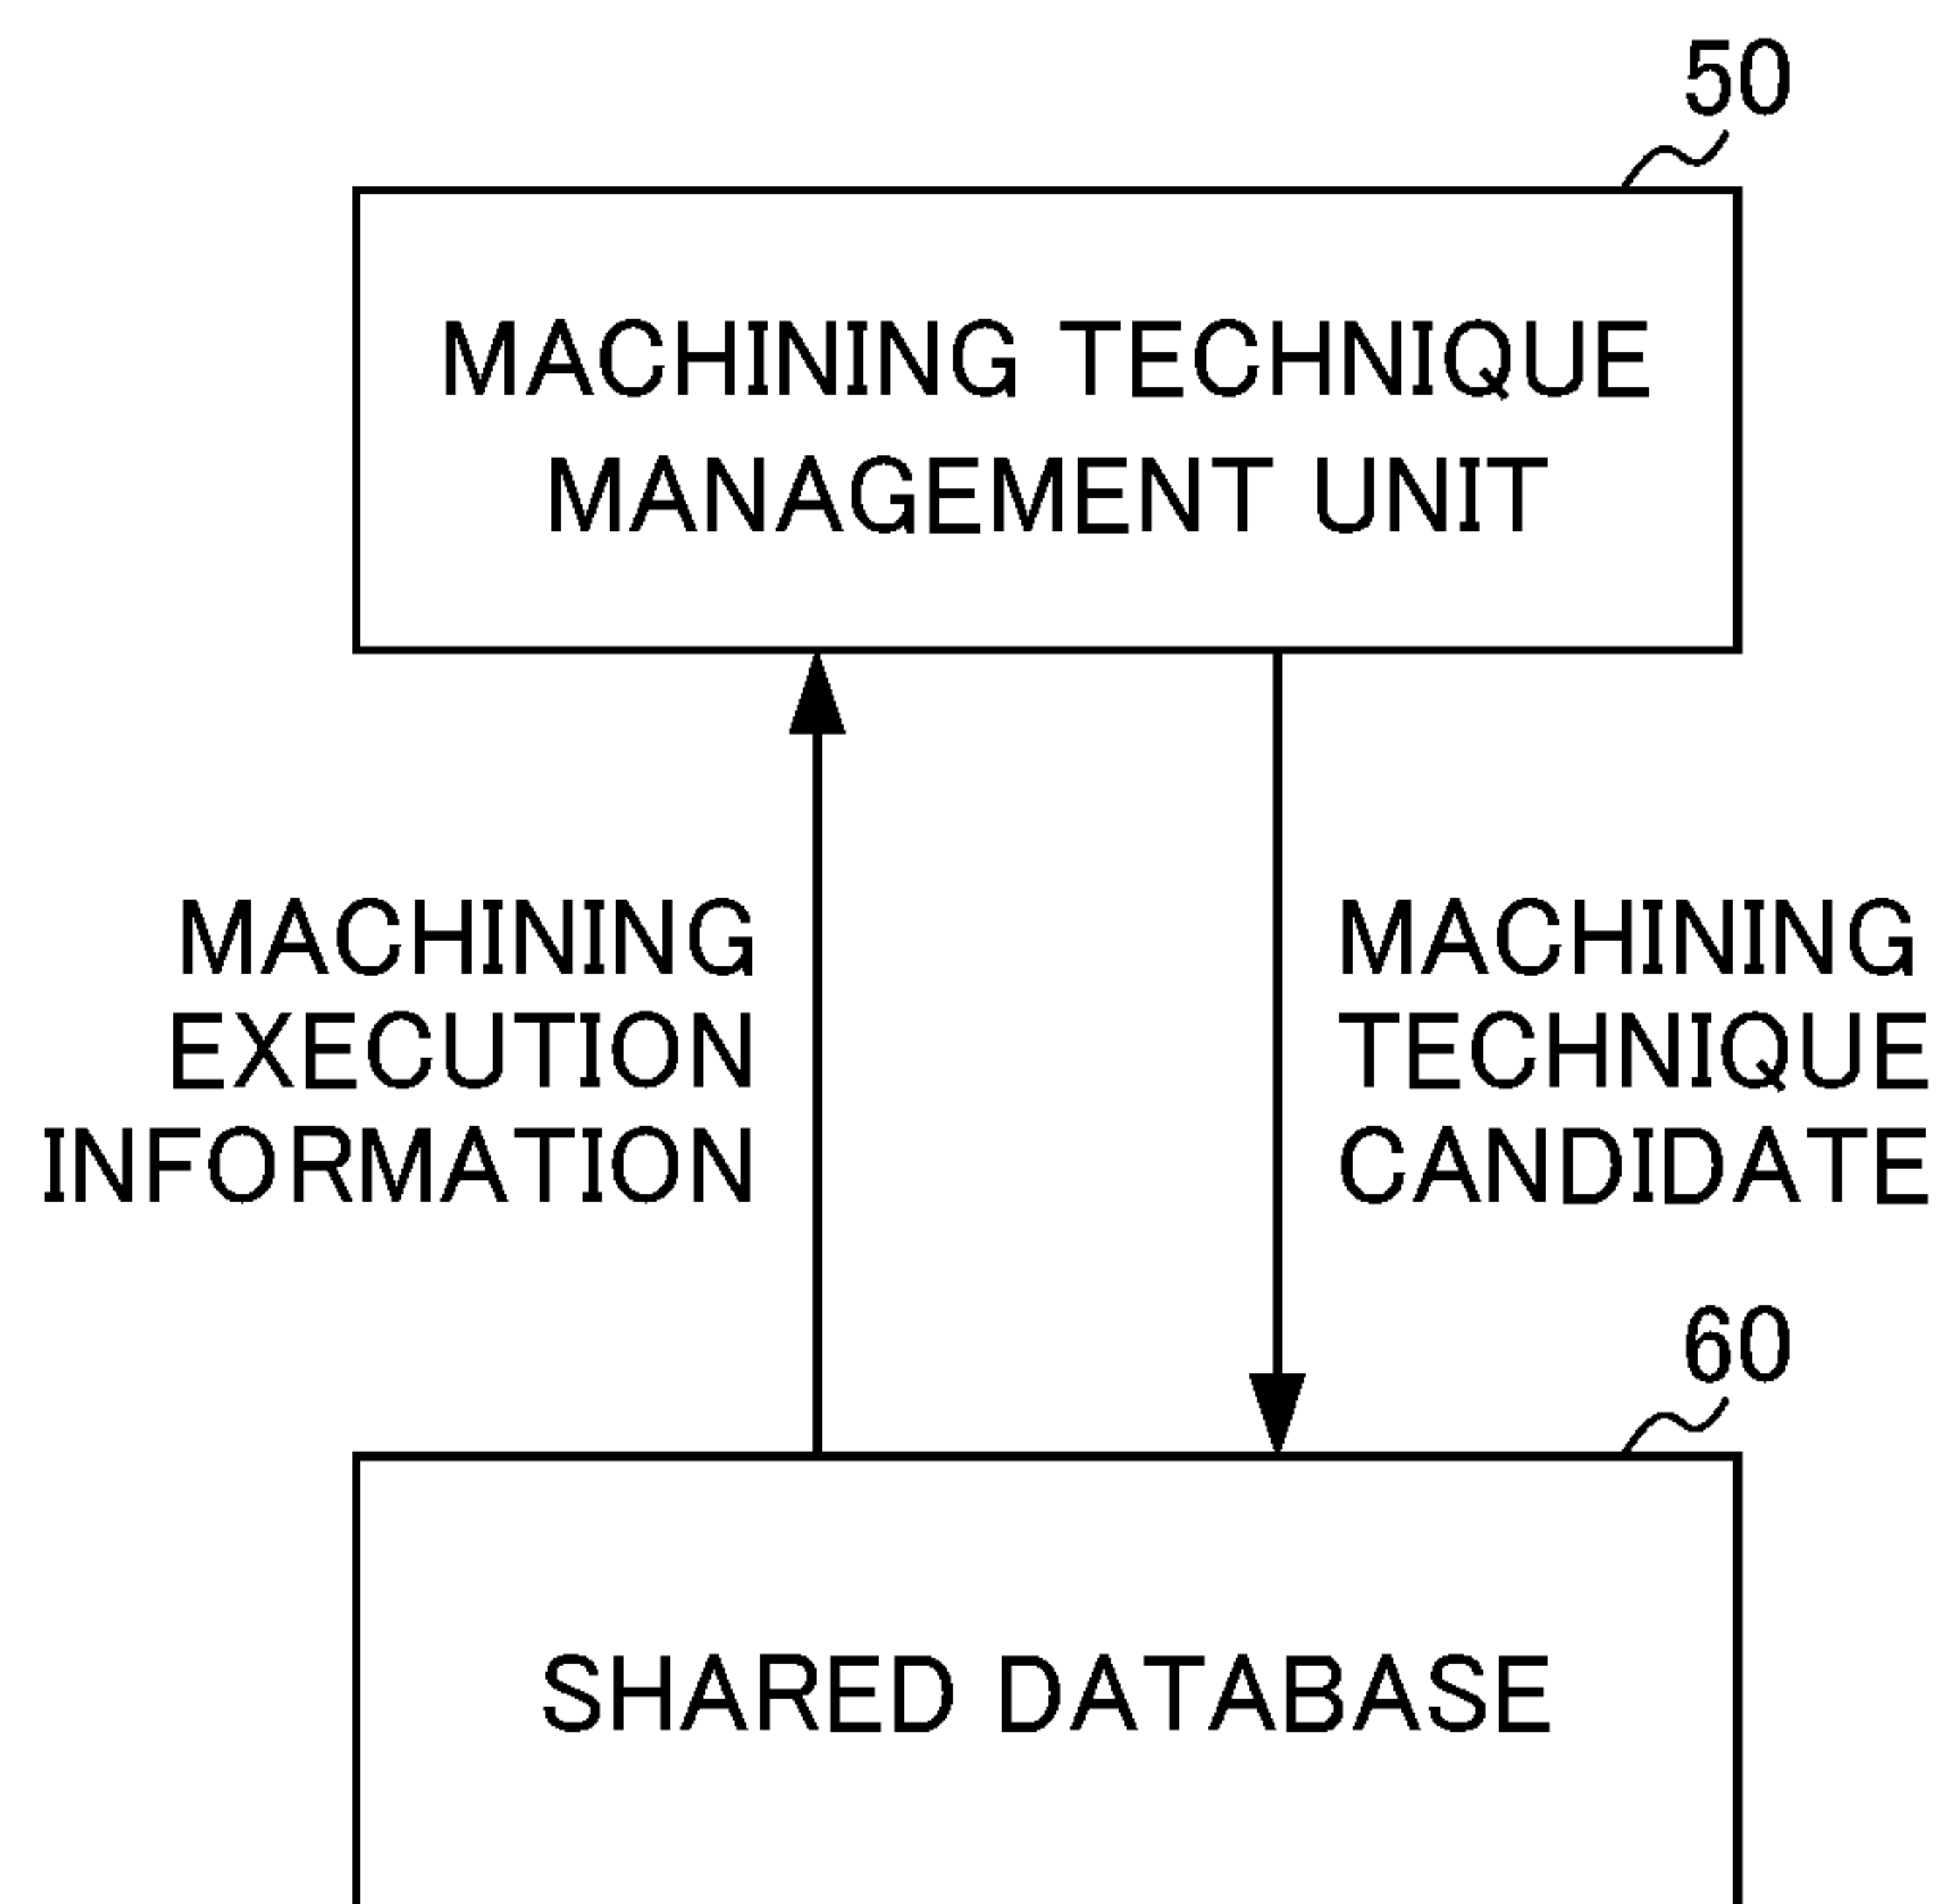 50
MACHINING TECHNIQUE
MANAGEMENT UNIT
MACHINING
EXECUTION
INFORMATION
MACHINING
TECHNIQUE
CANDIDATE
60
SHARED DATABASE